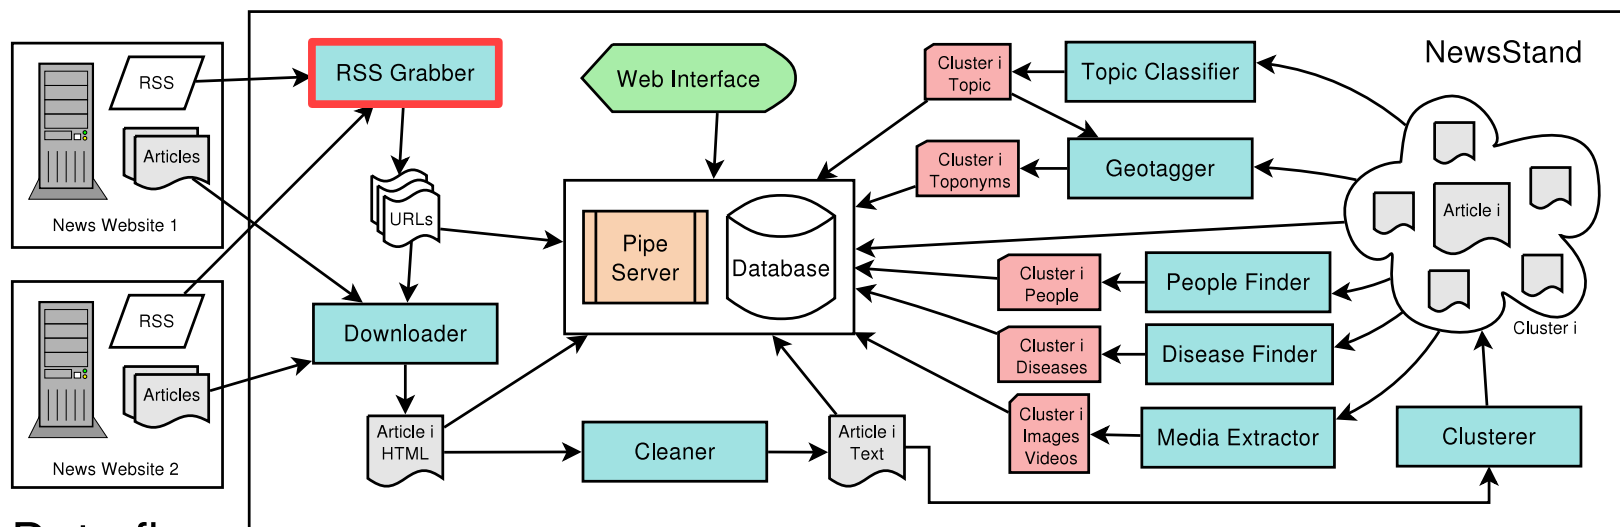 NewsStand
RSS
Articles
News Website 1
RSS
Articles
News Website 2
RSS Grabber
URLs
Downloader
Article i
HTML
Cleaner
Article i
Text
Web Interface
Pipe
Server
Database
Cluster i
Topic
Topic Classifier
Cluster i
Toponyms
Geotagger
Cluster i
People
People Finder
Cluster i
Diseases
Disease Finder
Cluster i
Images
Videos
Media Extractor
Article i
Cluster i
Clusterer